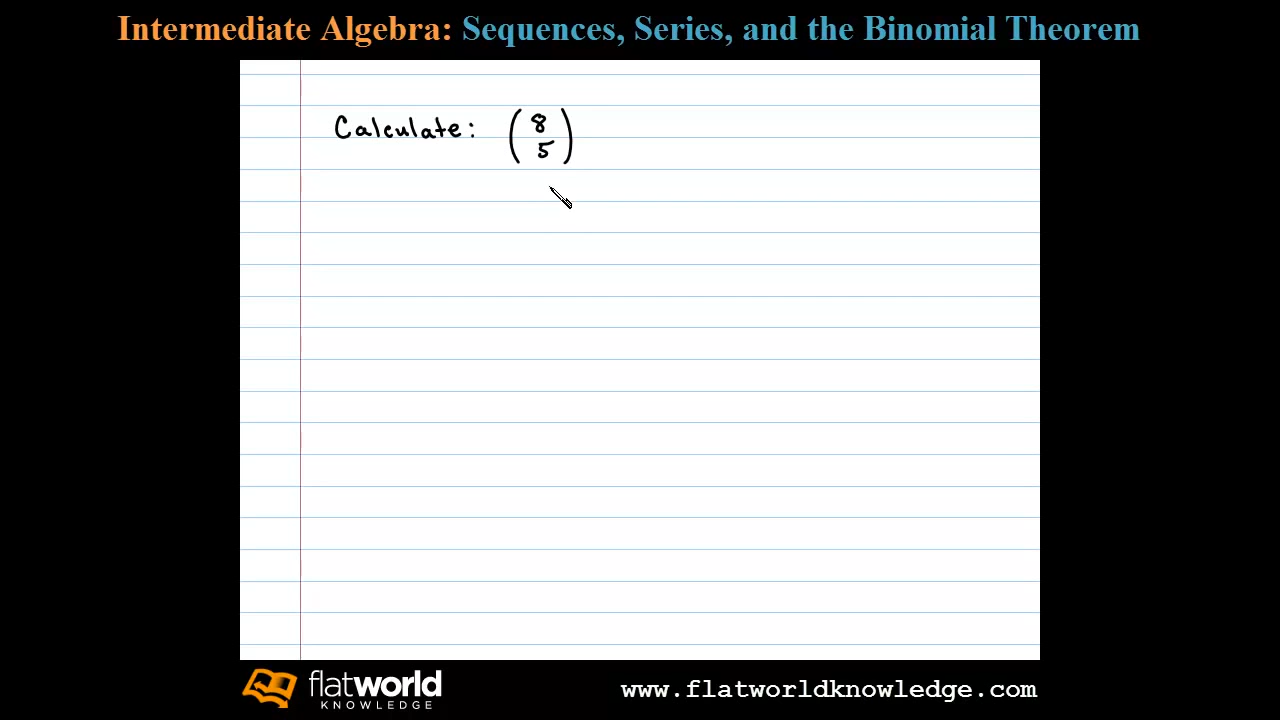 Intermediate Algebra: Sequences, Series, and the Binomial Theorem
Calculate: (8
5)
flatworld
KNOWLEDGE
www.flatworldknowledge.com